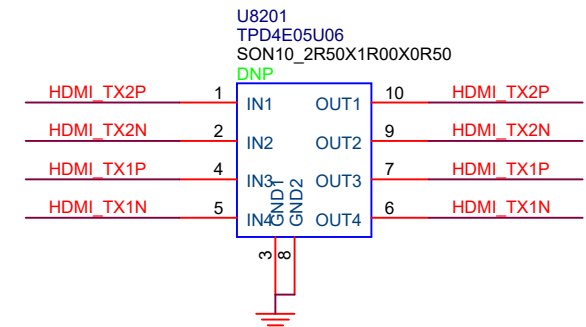 U8201
TPD4E05U06
SON10_2R50X1R00X0R50
DNP
HDMI_TX2P 1 IN1 OUT1 10 HDMI_TX2P
HDMI_TX2N 2 IN2 OUT2 9 HDMI_TX2N
HDMI_TX1P 4 IN3 OUT3 7 HDMI_TX1P
HDMI_TX1N 5 IN4 OUT4 6 HDMI_TX1N
GND1
GND2
3
8